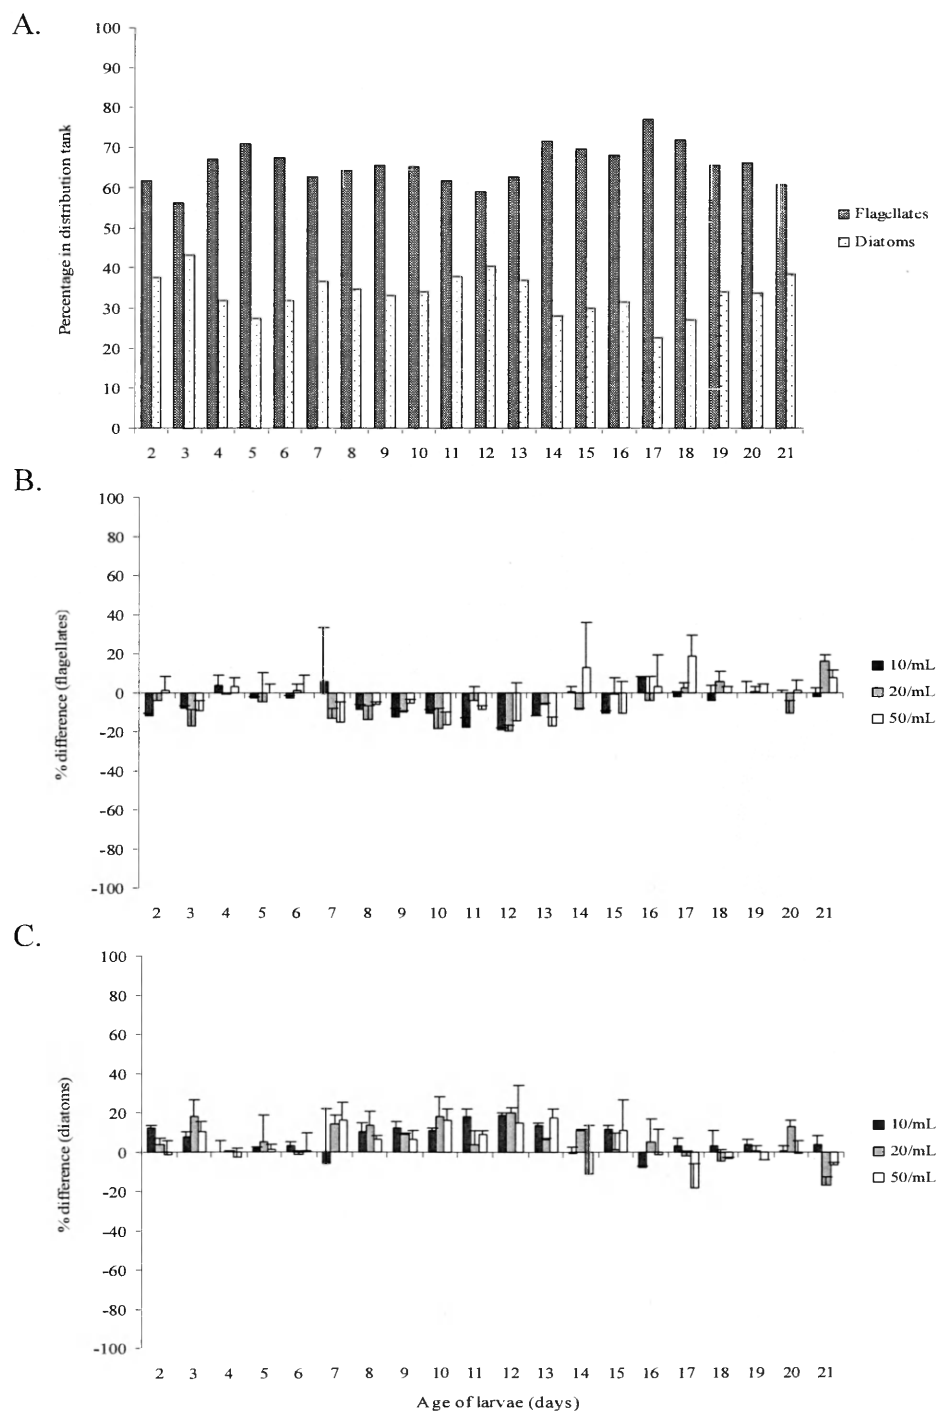 A.
100
90
80
70
60
50
40
30
20
10
0
Percentage in distribution tank
Flagellates
Diatoms
2 3 4 5 6 7 8 9 10 11 12 13 14 15 16 17 18 19 20 21
B.
100
80
60
40
20
0
-20
-40
-60
-80
-100
% difference (flagellates)
10/mL
20/mL
50/mL
2 3 4 5 6 7 8 9 10 11 12 13 14 15 16 17 18 19 20 21
C.
100
80
60
40
20
0
-20
-40
-60
-80
-100
% difference (diatoms)
10/mL
20/mL
50/mL
2 3 4 5 6 7 8 9 10 11 12 13 14 15 16 17 18 19 20 21
Age of larvae (days)